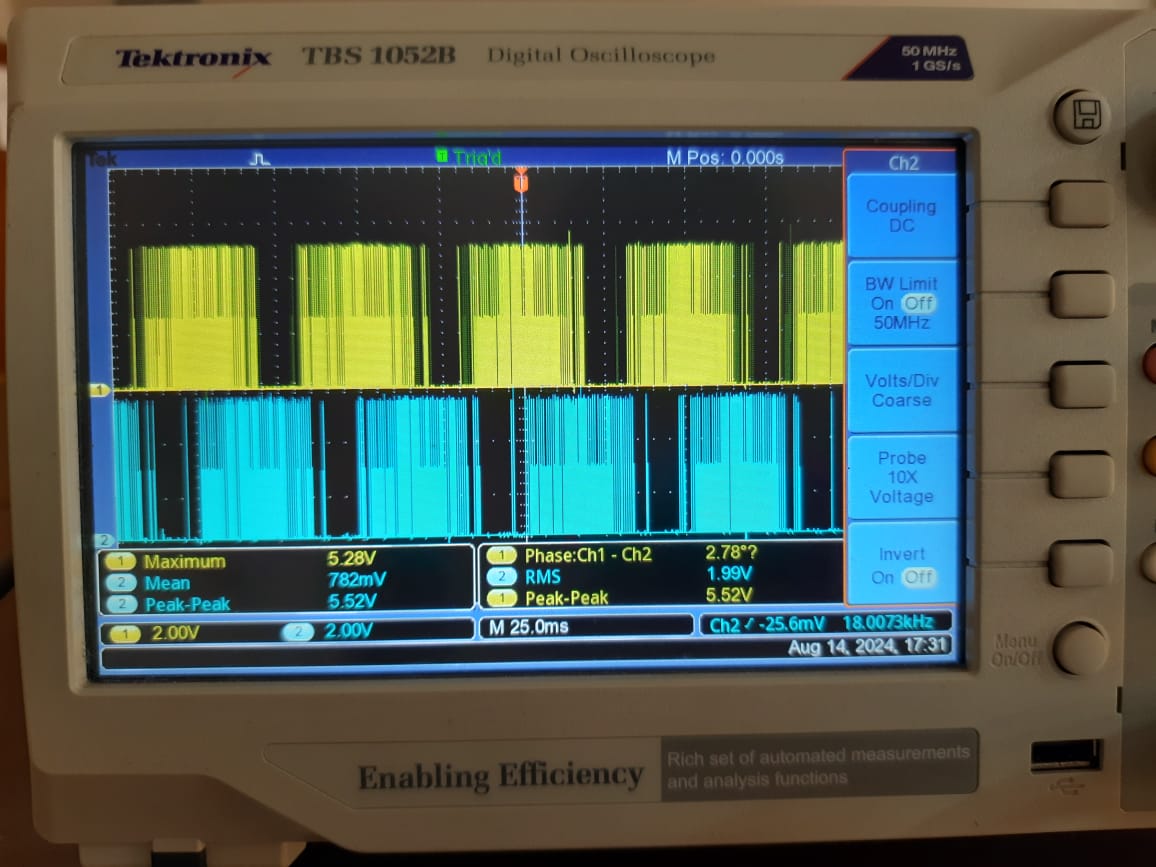 Tektronix TBS 1052B Digital Oscilloscope
50 MHz
1 GS/s
Tek Trig'd M Pos: 0.000s
Ch2
Coupling
DC
BW Limit
On Off
50MHz
Volts/Div
Coarse
Probe
10X
Voltage
Invert
On Off
1
2
1 Maximum 5.28V
2 Mean 782mV
2 Peak-Peak 5.52V
1 Phase:Ch1 - Ch2 2.78°?
2 RMS 1.99V
1 Peak-Peak 5.52V
1 2.00V 2 2.00V M 25.0ms Ch2 / -25.6mV 18.0073kHz
Aug 14, 2024, 17:31
Menu
On/Off
Enabling Efficiency
Rich set of automated measurements
and analysis functions